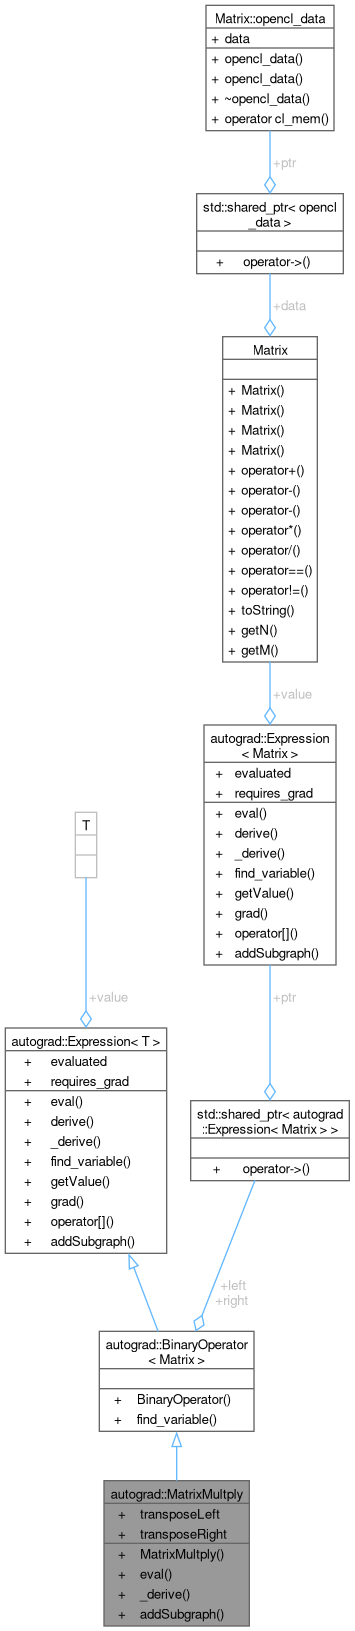 Matrix::opencl_data
+ data
+ opencl_data()
+ opencl_data()
+ ~opencl_data()
+ operator cl_mem()
+ptr
std::shared_ptr< opencl
_data >
+ operator->()
+data
Matrix
+ Matrix()
+ Matrix()
+ Matrix()
+ Matrix()
+ operator+()
+ operator-()
+ operator-()
+ operator*()
+ operator/()
+ operator==()
+ operator!=()
+ toString()
+ getN()
+ getM()
+value
autograd::Expression
< Matrix >
+ evaluated
+ requires_grad
+ eval()
+ derive()
+ _derive()
+ find_variable()
+ getValue()
+ grad()
+ operator[]()
+ addSubgraph()
T
+value
+ptr
autograd::Expression< T >
+ evaluated
+ requires_grad
+ eval()
+ derive()
+ _derive()
+ find_variable()
+ getValue()
+ grad()
+ operator[]()
+ addSubgraph()
std::shared_ptr< autograd
::Expression< Matrix > >
+ operator->()
+left
+right
autograd::BinaryOperator
< Matrix >
+ BinaryOperator()
+ find_variable()
autograd::MatrixMultply
+ transposeLeft
+ transposeRight
+ MatrixMultply()
+ eval()
+ _derive()
+ addSubgraph()